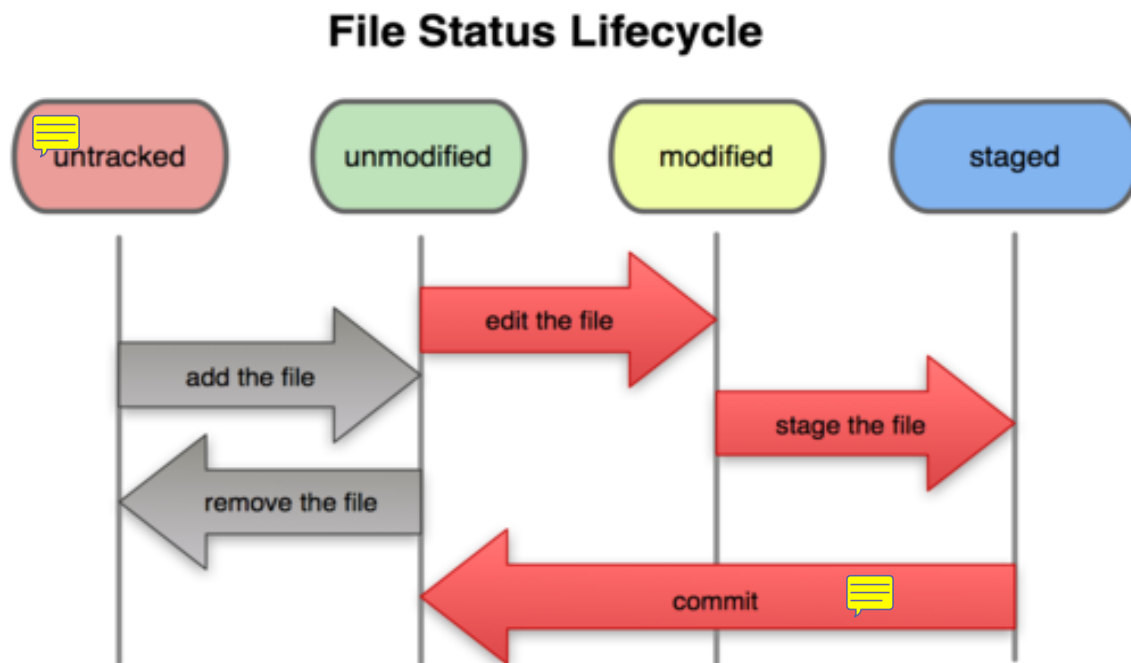 File Status Lifecycle
untracked
unmodified
modified
staged
edit the file
add the file
stage the file
remove the file
commit